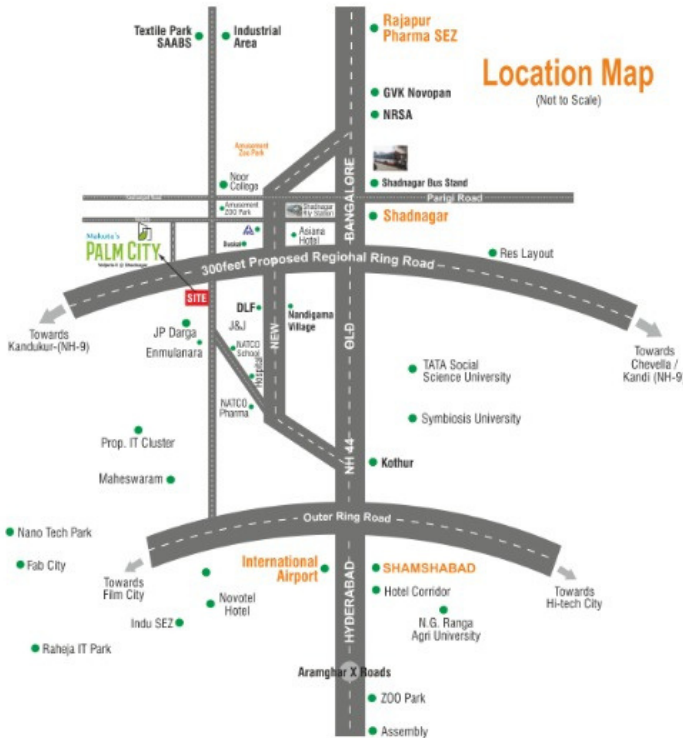 Textile Park
SAABS
Industrial
Area
Rajapur
Pharma SEZ
Location Map
(Not to Scale)
GVK Novopan
NRSA
Amusement
Zoo Park
Noor
College
Shadnagar Bus Stand
Parigi Road
Amusement
ZOO Park
Shadnagar
Rly Station
Shadnagar
BANGALORE
Asiana
Hotel
PALM CITY
300feet Proposed Regiohal Ring Road
Res Layout
SITE
Towards
Kandukur-(NH-9)
JP Darga
Enmulanara
DLF
J&J
NATCO
School
Hospital
NATCO
Pharma
NEW
Nandigama
Village
OLD
Towards
Chevella /
Kandi (NH-9
TATA Social
Science University
Symbiosis University
Prop. IT Cluster
Maheswaram
NH 44
Kothur
Outer Ring Road
Nano Tech Park
Fab City
Towards
Film City
International
Airport
SHAMSHABAD
Hotel Corridor
Towards
Hi-tech City
Novotel
Hotel
Indu SEZ
N.G. Ranga
Agri University
HYDERABAD
Raheja IT Park
Aramghar X Roads
ZOO Park
Assembly